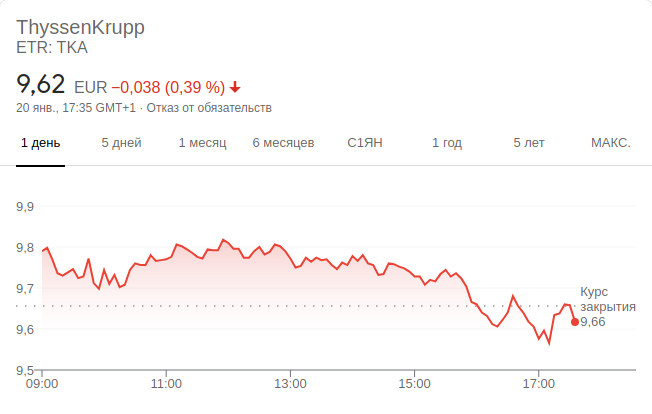 ThyssenKrupp
ETR: TKA
9,62 EUR −0,038 (0,39 %)
20 янв., 17:35 GMT+1 · Отказ от обязательств
1 день 5 дней 1 месяц 6 месяцев С1ЯН 1 год 5 лет МАКС.
9,9
9,8
9,7
Курс
закрытия
9,6 9,66
9,5
09:00 11:00 13:00 15:00 17:00